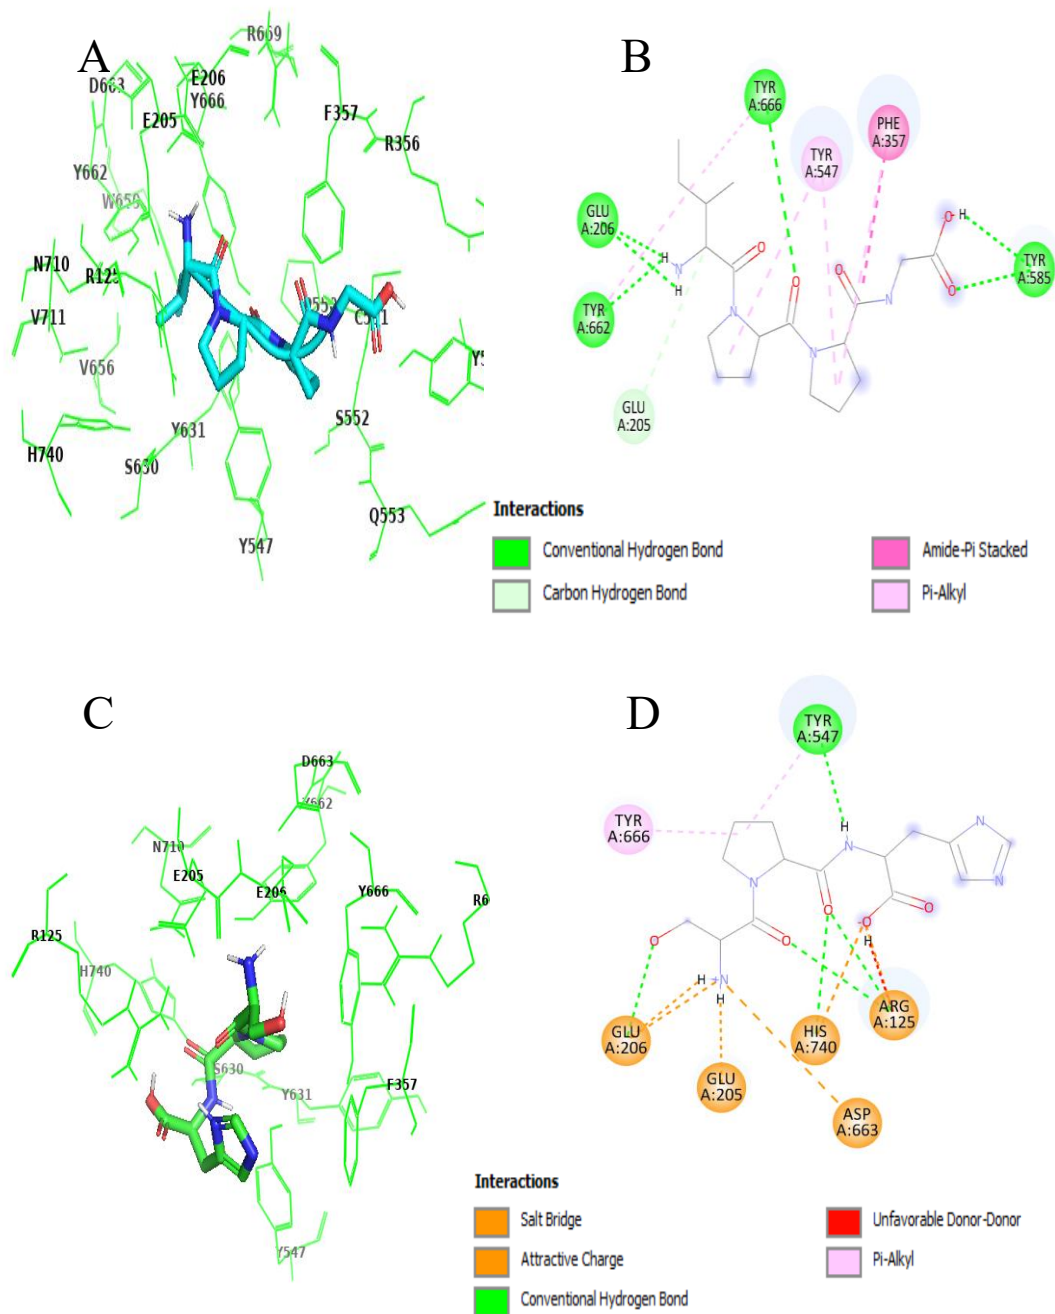 A
R669
E206
D663
Y666
E205
F357
R356
Y662
W659
N710
R125
V711
C551
V656
Y631
S552
H740
S630
Q553
Y547
B
TYR
A:666
PHE
A:357
TYR
A:547
GLU
A:206
H
N
H
O
O
O
O
H
O
N
N
N
O
TYR
A:585
TYR
A:662
GLU
A:205
Interactions
Conventional Hydrogen Bond
Amide-Pi Stacked
Carbon Hydrogen Bond
Pi-Alkyl
C
D663
Y662
N710
E205
E206
Y666
R6
R125
H740
S630
Y631
F357
Y547
D
TYR
A:547
TYR
A:666
H
N
N
N
N
O
O
O
O
O
H
H
N
H
GLU
A:206
GLU
A:205
HIS
A:740
ARG
A:125
ASP
A:663
Interactions
Salt Bridge
Unfavorable Donor-Donor
Attractive Charge
Pi-Alkyl
Conventional Hydrogen Bond